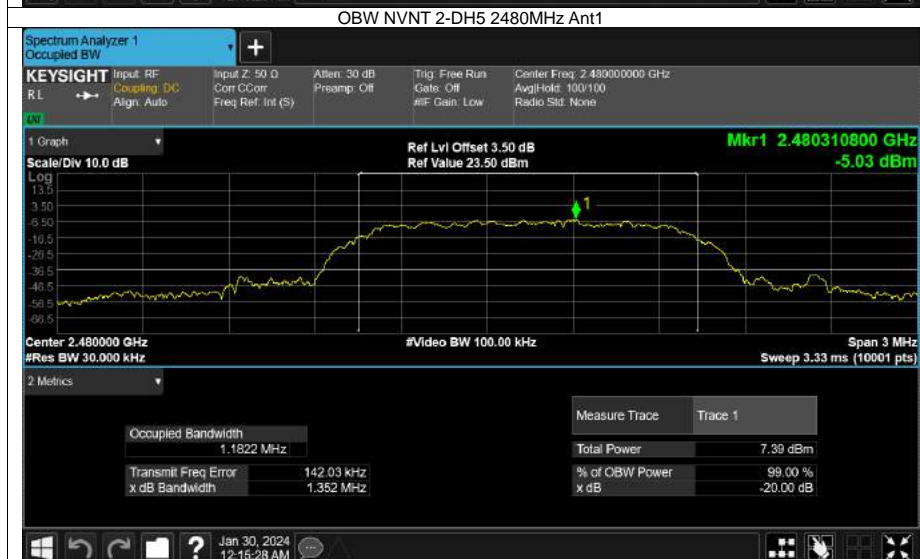 OBW NVNT 2-DH5 2480MHz Ant1
Spectrum Analyzer 1
Occupied BW
+
KEYSIGHT Input: RF Input Z: 50 Ω Atten: 30 dB Trig: Free Run Center Freq: 2.480000000 GHz
RL Coupling: DC Corr CCorr Preamp: Off Gate: Off Avg|Hold: 100/100
Align: Auto Freq Ref: Int (S) #IF Gain: Low Radio Std: None
1 Graph Ref Lvl Offset 3.50 dB Mkr1 2.480310800 GHz
Scale/Div 10.0 dB Ref Value 23.50 dBm -5.03 dBm
Log
13.5
3.50
-6.50
-16.5
-26.5
-36.5
-46.5
-56.5
-66.5
1
Center 2.480000 GHz #Video BW 100.00 kHz Span 3 MHz
#Res BW 30.000 kHz Sweep 3.33 ms (10001 pts)
2 Metrics
Measure Trace Trace 1
Occupied Bandwidth
1.1822 MHz Total Power 7.39 dBm
Transmit Freq Error 142.03 kHz % of OBW Power 99.00 %
x dB Bandwidth 1.352 MHz x dB -20.00 dB
? Jan 30, 2024
12:15:28 AM